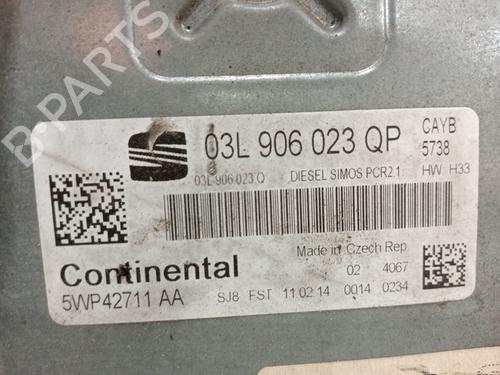 B-PARTS
03L 906 023 QP
CAYB
5738
03L 906 023 Q DIESEL SIMOS PCR2.1 HW H33
Made in Czech Rep
Continental
02 4067
5WP42711 AA SJ8 FST 11 02 14 0014 0234